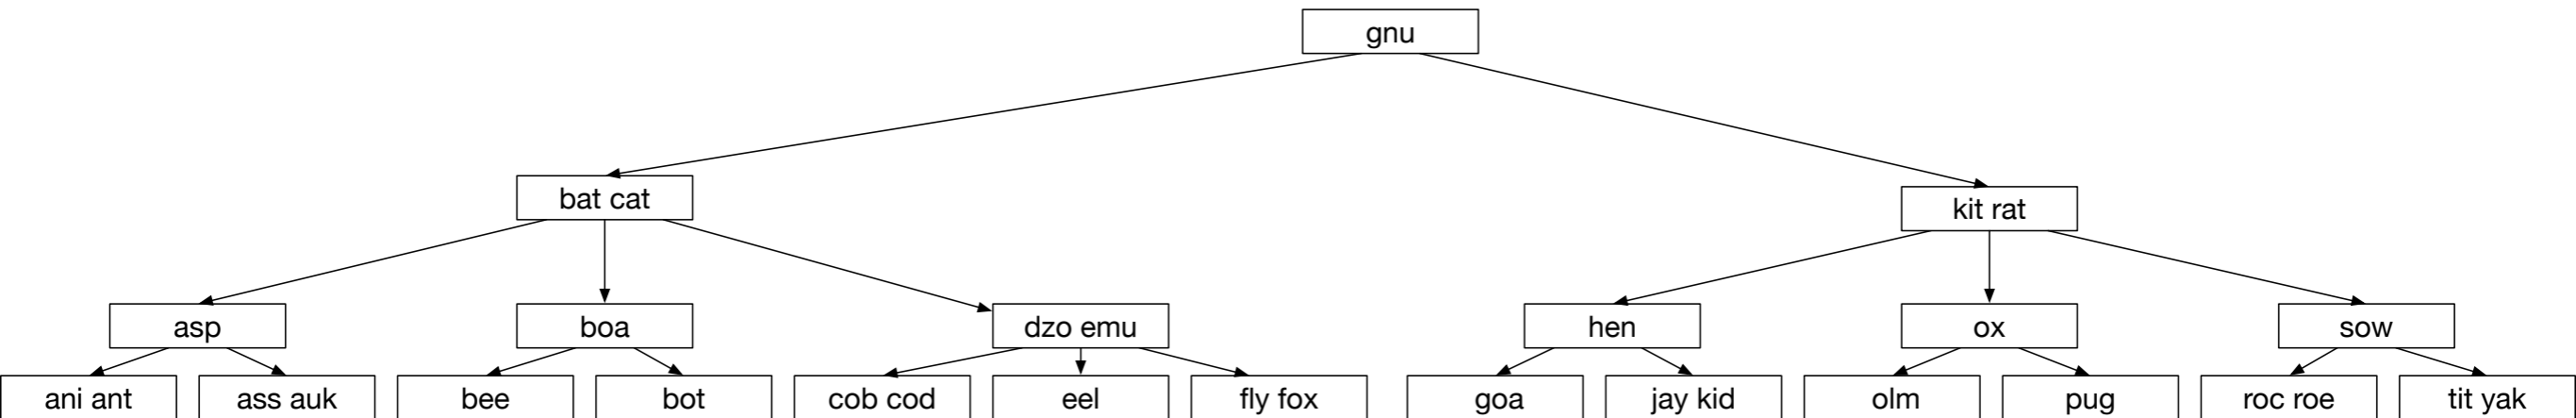 gnu
bat cat
kit rat
asp
boa
dzo emu
hen
ox
sow
ani ant
ass auk
bee
bot
cob cod
eel
fly fox
goa
jay kid
olm
pug
roc roe
tit yak